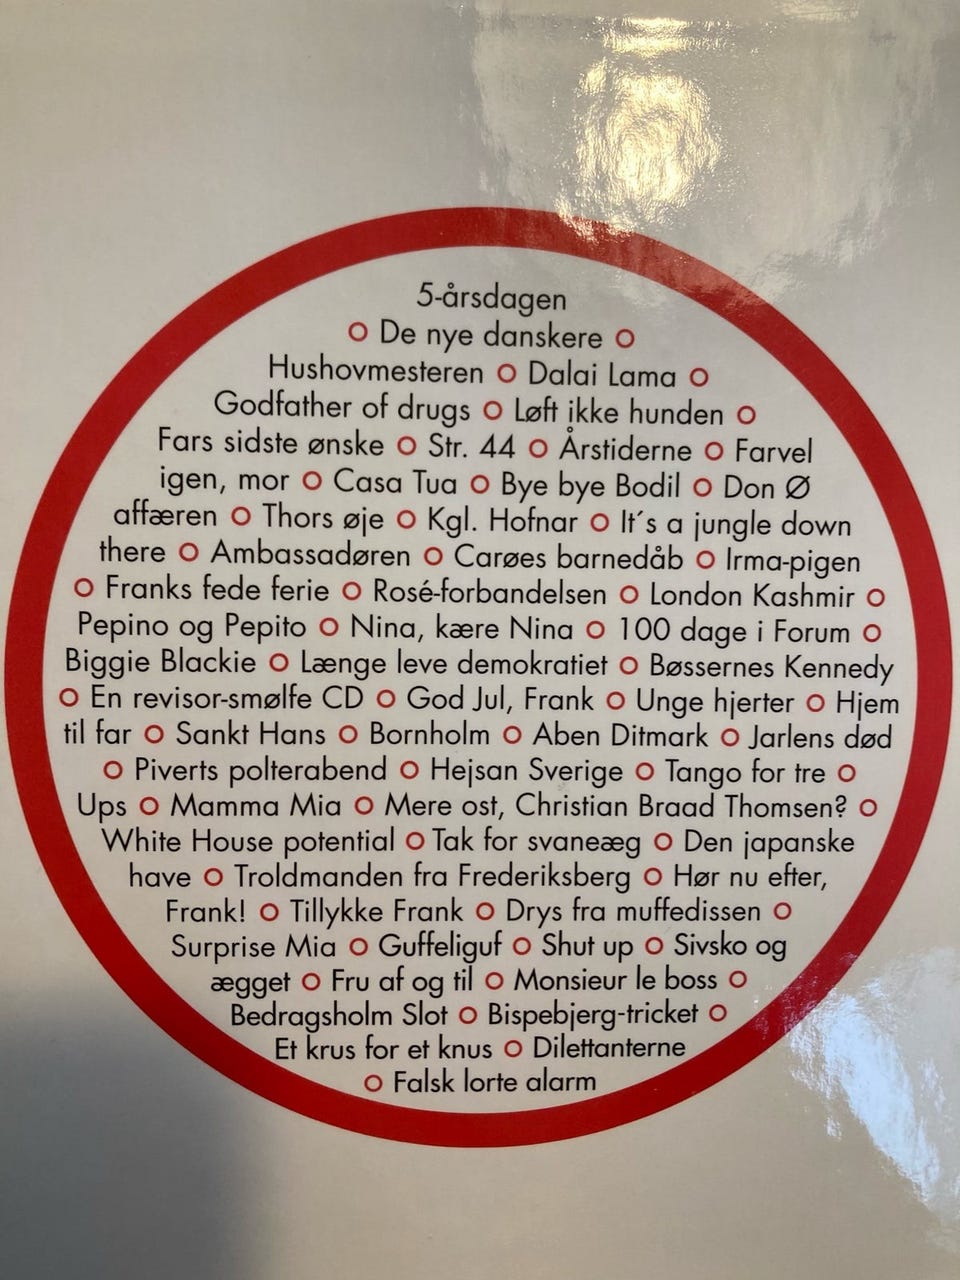 5-årsdagen
O De nye danskere O
Hushovmesteren O Dalai Lama O
Godfather of drugs O Løft ikke hunden O
Fars sidste ønske O Str. 44 O Årstiderne O Farvel
igen, mor O Casa Tua O Bye bye Bodil O Don Ø
affæren O Thors øje O Kgl. Hofnar O It´s a jungle down
there O Ambassadøren O Carøes barnedåb O Irma-pigen
O Franks fede ferie O Rosé-forbandelsen O London Kashmir O
Pepino og Pepito O Nina, kære Nina O 100 dage i Forum O
Biggie Blackie O Længe leve demokratiet O Bøssernes Kennedy
O En revisor-smølfe CD O God Jul, Frank O Unge hjerter O Hjem
til far O Sankt Hans O Bornholm O Aben Ditmark O Jarlens død
O Piverts polterabend O Hejsan Sverige O Tango for tre O
Ups O Mamma Mia O Mere ost, Christian Braad Thomsen? O
White House potential O Tak for svaneæg O Den japanske
have O Troldmanden fra Frederiksberg O Hør nu efter,
Frank! O Tillykke Frank O Drys fra muffedissen O
Surprise Mia O Guffeliguf O Shut up O Sivsko og
ægget O Fru af og til O Monsieur le boss O
Bedragsholm Slot O Bispebjerg-tricket O
Et krus for et knus O Dilettanterne
O Falsk lorte alarm